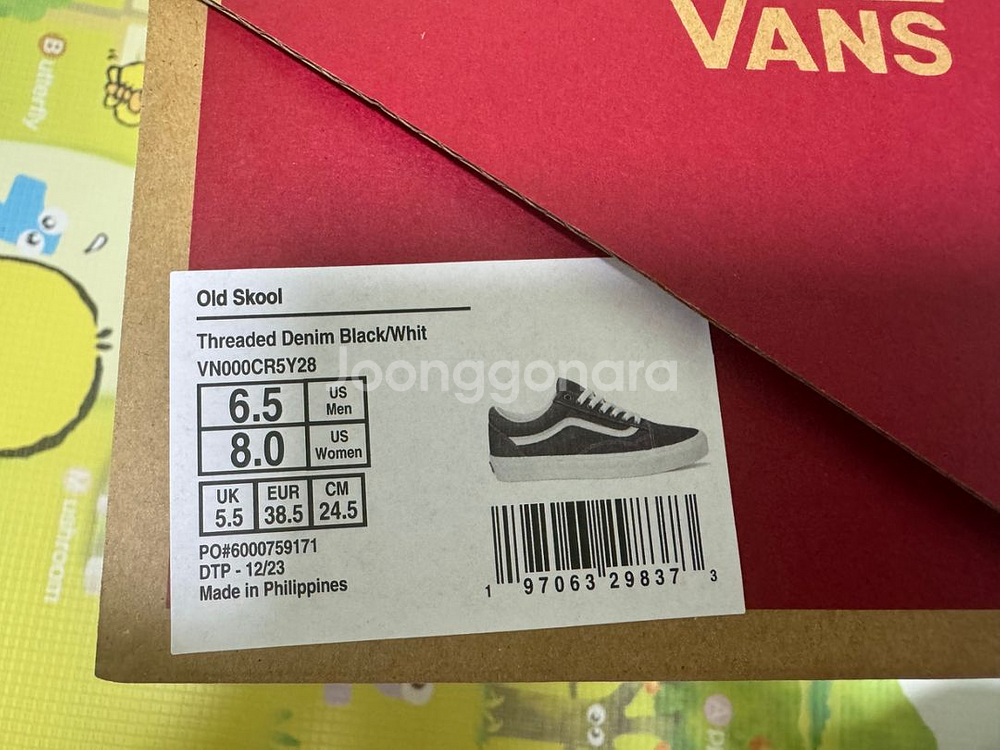 VANS
Butterfly
Old Skool
Threaded Denim Black/Whit
VN000CR5Y28
Joonggonara
6.5 US Men
8.0 US Women
UK 5.5 EUR 38.5 CM 24.5
PO#6000759171
DTP - 12/23
Made in Philippines
1 97063 29837 3